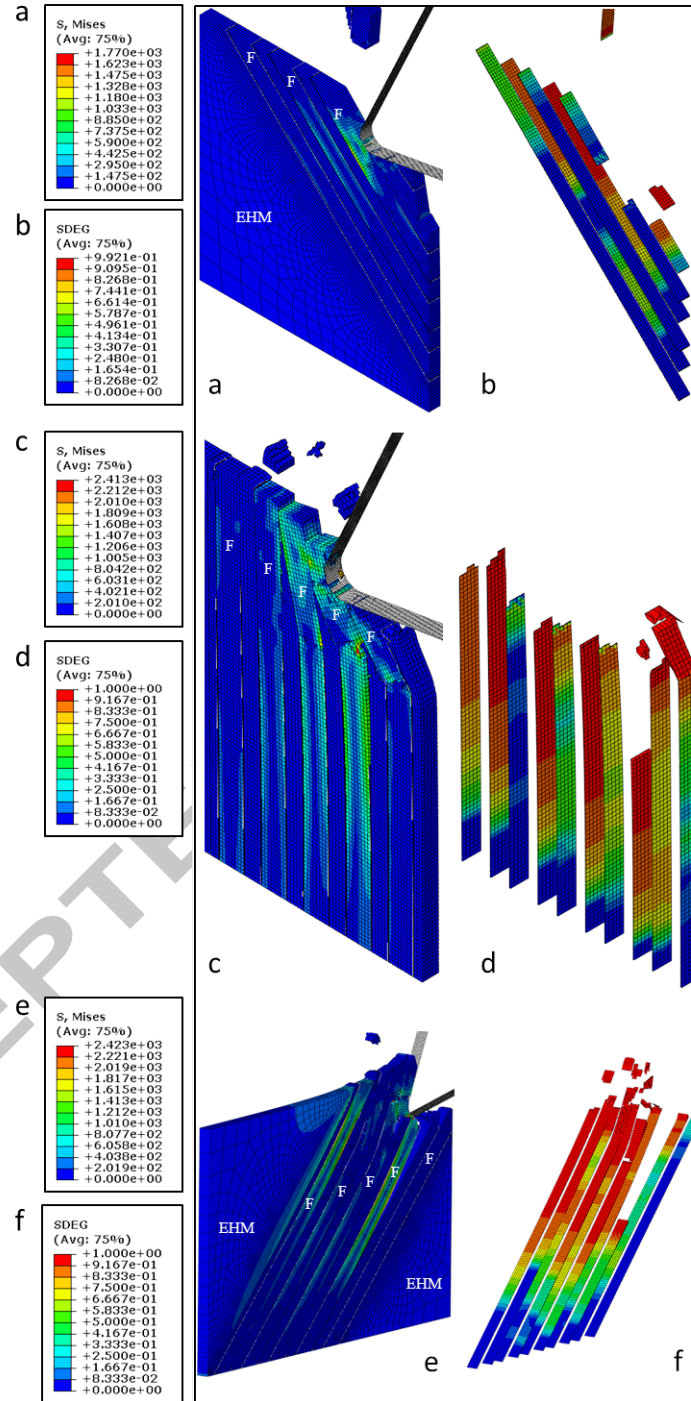 a
S, Mises
(Avg: 75%)
+1.770e+03
+1.623e+03
+1.475e+03
+1.328e+03
+1.180e+03
+1.033e+03
+8.850e+02
+7.375e+02
+5.900e+02
+4.425e+02
+2.950e+02
+1.475e+02
+0.000e+00
b
SDEG
(Avg: 75%)
+9.921e-01
+9.095e-01
+8.268e-01
+7.441e-01
+6.614e-01
+5.787e-01
+4.961e-01
+4.134e-01
+3.307e-01
+2.480e-01
+1.654e-01
+8.268e-02
+0.000e+00
F
F
F
EHM
a
b
c
S, Mises
(Avg: 75%)
+2.413e+03
+2.212e+03
+2.010e+03
+1.809e+03
+1.608e+03
+1.407e+03
+1.206e+03
+1.005e+03
+8.042e+02
+6.031e+02
+4.021e+02
+2.010e+02
+0.000e+00
d
SDEG
(Avg: 75%)
+1.000e+00
+9.167e-01
+8.333e-01
+7.500e-01
+6.667e-01
+5.833e-01
+5.000e-01
+4.167e-01
+3.333e-01
+2.500e-01
+1.667e-01
+8.333e-02
+0.000e+00
F
F
F
F
F
c
d
EPTE
e
S, Mises
(Avg: 75%)
+2.423e+03
+2.221e+03
+2.019e+03
+1.817e+03
+1.615e+03
+1.413e+03
+1.212e+03
+1.010e+03
+8.077e+02
+6.058e+02
+4.038e+02
+2.019e+02
+0.000e+00
f
SDEG
(Avg: 75%)
+1.000e+00
+9.167e-01
+8.333e-01
+7.500e-01
+6.667e-01
+5.833e-01
+5.000e-01
+4.167e-01
+3.333e-01
+2.500e-01
+1.667e-01
+8.333e-02
+0.000e+00
F
F
F
F
F
EHM
EHM
e
f